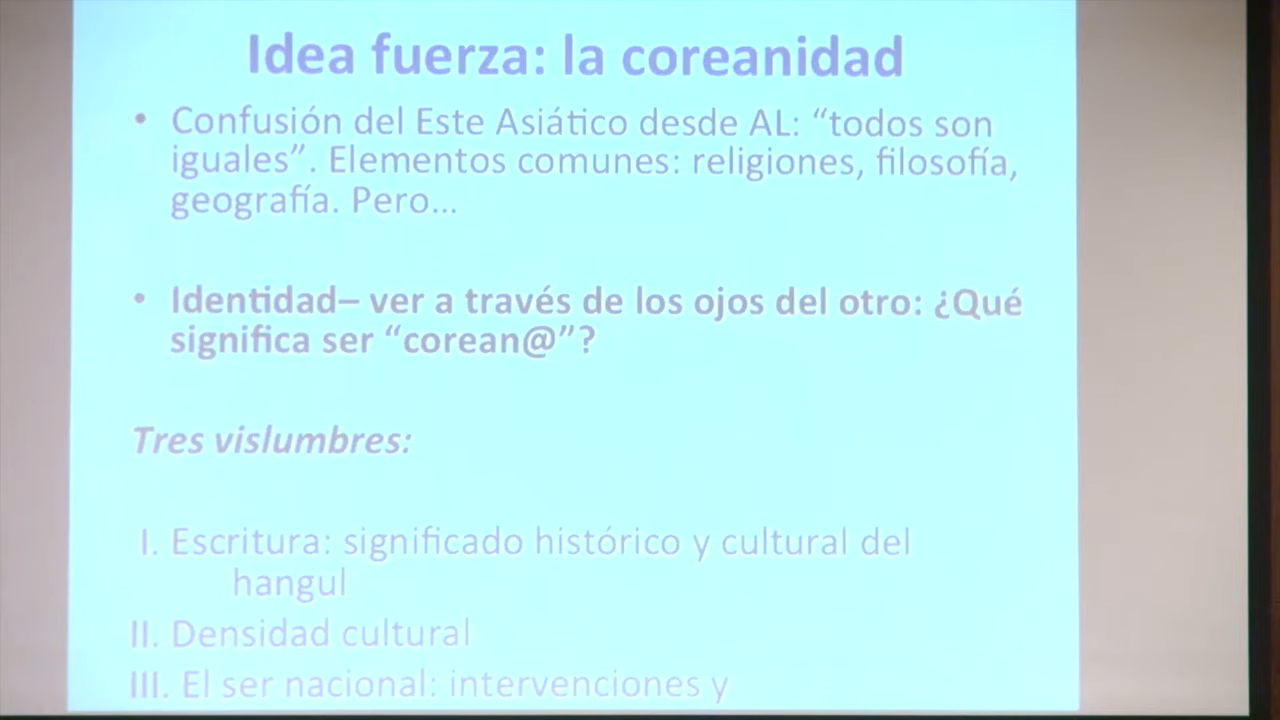 Idea fuerza: la coreanidad
• Confusión del Este Asiático desde AL: “todos son
iguales”. Elementos comunes: religiones, filosofía,
geografía. Pero...
• Identidad– ver a través de los ojos del otro: ¿Qué
significa ser “corean@”?
Tres vislumbres:
I. Escritura: significado histórico y cultural del
hangul
II. Densidad cultural
III. El ser nacional: intervenciones y